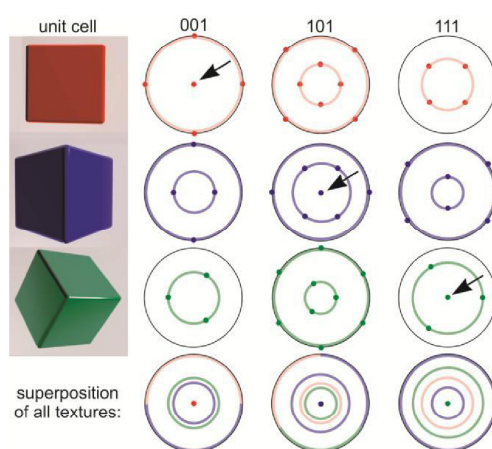 unit cell 001 101 111
superposition
of all textures: